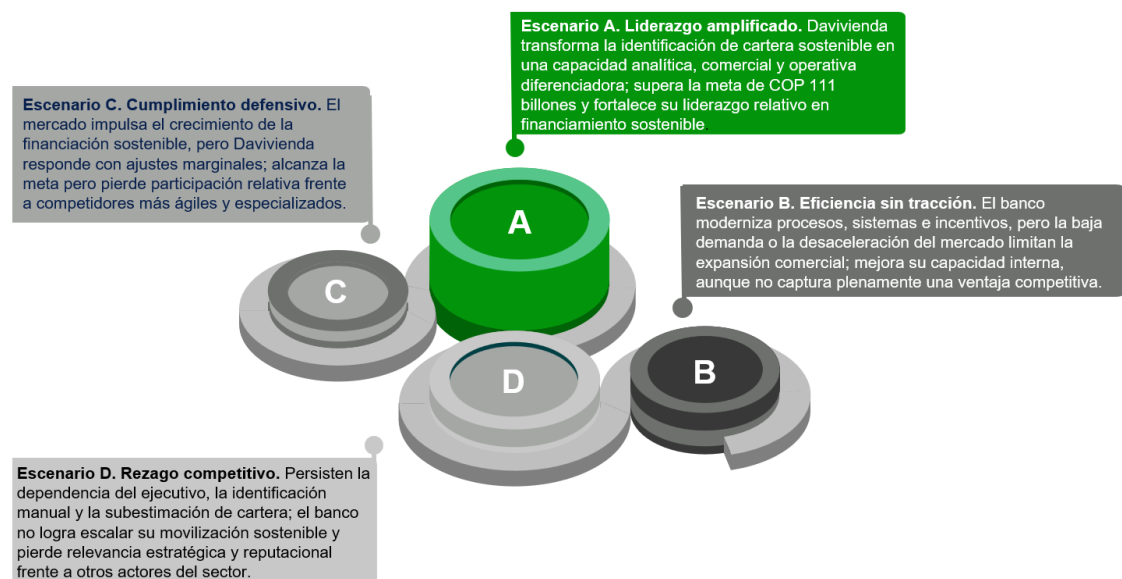 Escenario A. Liderazgo amplificado. Davivienda
transforma la identificación de cartera sostenible en
una capacidad analítica, comercial y operativa
diferenciadora; supera la meta de COP 111
billones y fortalece su liderazgo relativo en
financiamiento sostenible.
Escenario C. Cumplimiento defensivo. El
mercado impulsa el crecimiento de la
financiación sostenible, pero Davivienda
responde con ajustes marginales; alcanza la
meta pero pierde participación relativa frente
a competidores más ágiles y especializados.
Escenario B. Eficiencia sin tracción. El banco
moderniza procesos, sistemas e incentivos, pero la baja
demanda o la desaceleración del mercado limitan la
expansión comercial; mejora su capacidad interna,
aunque no captura plenamente una ventaja competitiva.
A
C
D
B
Escenario D. Rezago competitivo. Persisten la
dependencia del ejecutivo, la identificación
manual y la subestimación de cartera; el banco
no logra escalar su movilización sostenible y
pierde relevancia estratégica y reputacional
frente a otros actores del sector.